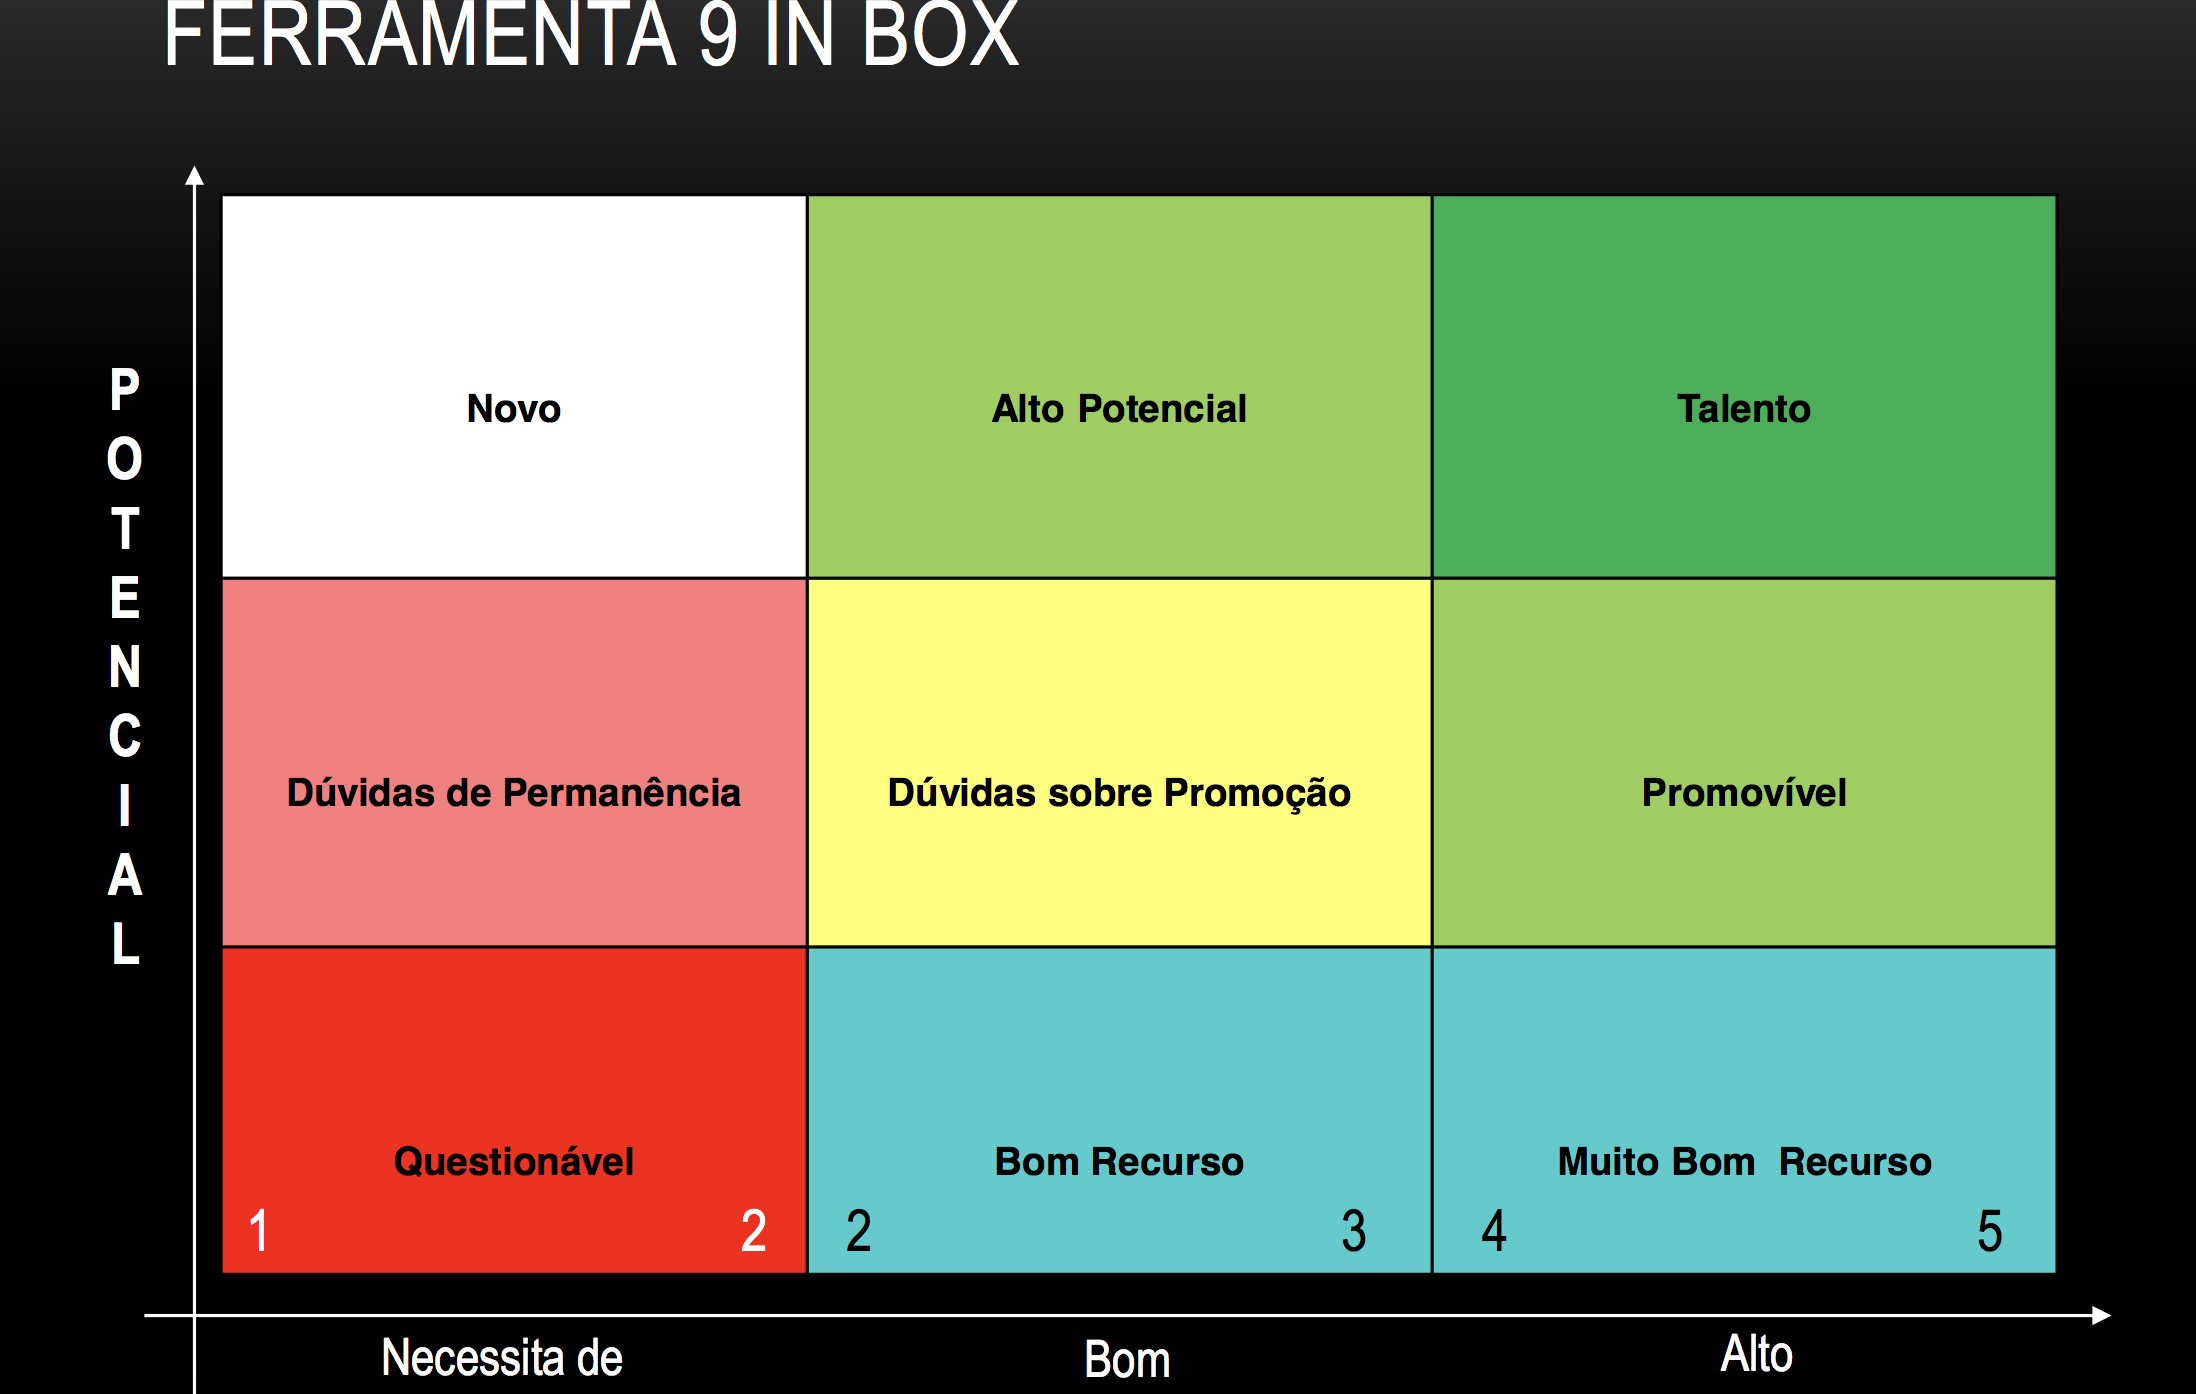 FERRAMENTA 9 IN BOX
POTENCIAL
Novo
Alto Potencial
Talento
Dúvidas de Permanência
Dúvidas sobre Promoção
Promovível
Questionável
Bom Recurso
Muito Bom  Recurso
1 2 2 3 4 5
Necessita de
Bom
Alto